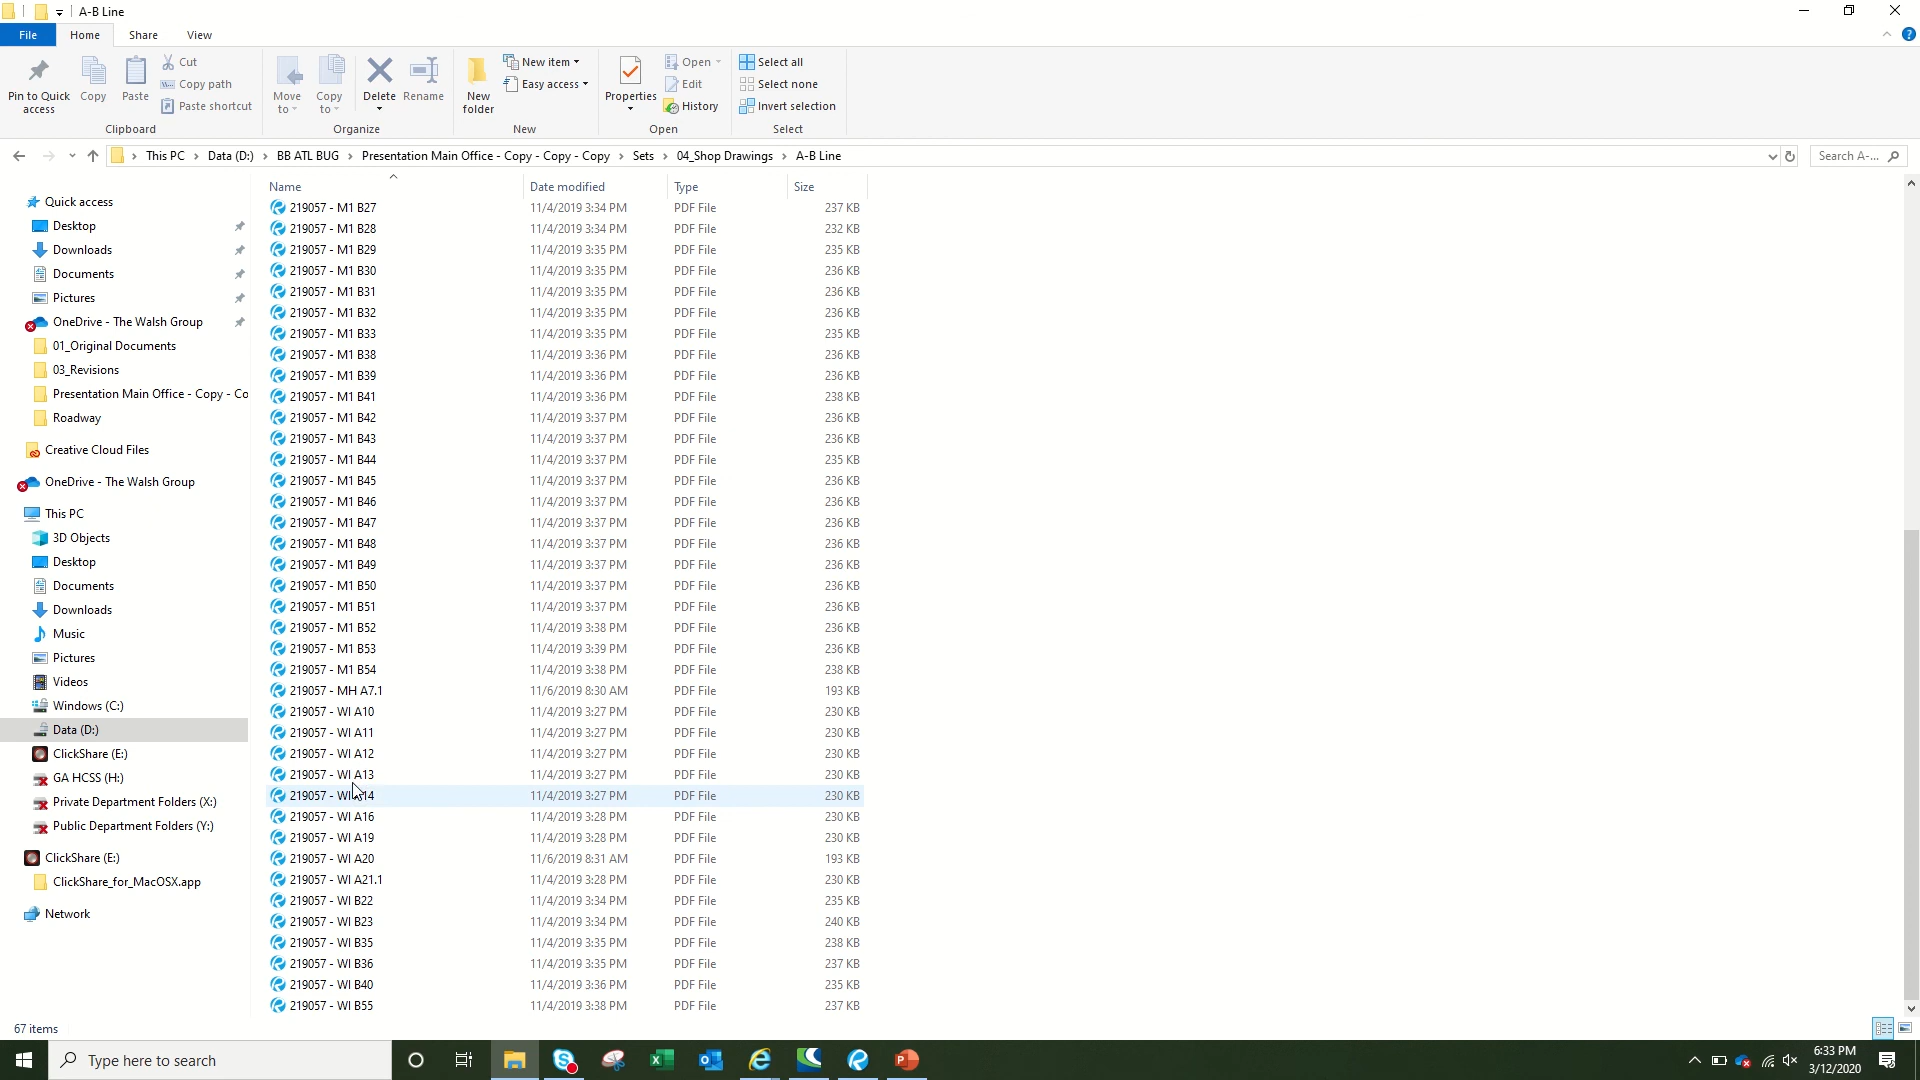 A-B Line
File Home Share View
Pin to Quick access
Copy
Paste
Cut
Copy path
Paste shortcut
Clipboard
Move to
Copy to
Delete
Rename
Organize
New folder
New item
Easy access
New
Properties
Open
Edit
History
Open
Select all
Select none
Invert selection
Select
This PC > Data (D:) > BB ATL BUG > Presentation Main Office - Copy - Copy - Copy > Sets > 04_Shop Drawings > A-B Line
Search A-...
Quick access
Desktop
Downloads
Documents
Pictures
OneDrive - The Walsh Group
01_Original Documents
03_Revisions
Presentation Main Office - Copy - Co
Roadway
Creative Cloud Files
OneDrive - The Walsh Group
This PC
3D Objects
Desktop
Documents
Downloads
Music
Pictures
Videos
Windows (C:)
Data (D:)
ClickShare (E:)
GA HCSS (H:)
Private Department Folders (X:)
Public Department Folders (Y:)
ClickShare (E:)
ClickShare_for_MacOSX.app
Network
Name Date modified Type Size
219057 - M1 B27 11/4/2019 3:34 PM PDF File 237 KB
219057 - M1 B28 11/4/2019 3:34 PM PDF File 232 KB
219057 - M1 B29 11/4/2019 3:35 PM PDF File 235 KB
219057 - M1 B30 11/4/2019 3:35 PM PDF File 236 KB
219057 - M1 B31 11/4/2019 3:35 PM PDF File 236 KB
219057 - M1 B32 11/4/2019 3:35 PM PDF File 236 KB
219057 - M1 B33 11/4/2019 3:35 PM PDF File 235 KB
219057 - M1 B38 11/4/2019 3:36 PM PDF File 236 KB
219057 - M1 B39 11/4/2019 3:36 PM PDF File 236 KB
219057 - M1 B41 11/4/2019 3:36 PM PDF File 238 KB
219057 - M1 B42 11/4/2019 3:37 PM PDF File 236 KB
219057 - M1 B43 11/4/2019 3:37 PM PDF File 236 KB
219057 - M1 B44 11/4/2019 3:37 PM PDF File 235 KB
219057 - M1 B45 11/4/2019 3:37 PM PDF File 236 KB
219057 - M1 B46 11/4/2019 3:37 PM PDF File 236 KB
219057 - M1 B47 11/4/2019 3:37 PM PDF File 236 KB
219057 - M1 B48 11/4/2019 3:37 PM PDF File 236 KB
219057 - M1 B49 11/4/2019 3:37 PM PDF File 236 KB
219057 - M1 B50 11/4/2019 3:37 PM PDF File 236 KB
219057 - M1 B51 11/4/2019 3:37 PM PDF File 236 KB
219057 - M1 B52 11/4/2019 3:38 PM PDF File 236 KB
219057 - M1 B53 11/4/2019 3:39 PM PDF File 236 KB
219057 - M1 B54 11/4/2019 3:38 PM PDF File 238 KB
219057 - MH A7.1 11/6/2019 8:30 AM PDF File 193 KB
219057 - WI A10 11/4/2019 3:27 PM PDF File 230 KB
219057 - WI A11 11/4/2019 3:27 PM PDF File 230 KB
219057 - WI A12 11/4/2019 3:27 PM PDF File 230 KB
219057 - WI A13 11/4/2019 3:27 PM PDF File 230 KB
219057 - WI 14 11/4/2019 3:27 PM PDF File 230 KB
219057 - WI A16 11/4/2019 3:28 PM PDF File 230 KB
219057 - WI A19 11/4/2019 3:28 PM PDF File 230 KB
219057 - WI A20 11/6/2019 8:31 AM PDF File 193 KB
219057 - WI A21.1 11/4/2019 3:28 PM PDF File 230 KB
219057 - WI B22 11/4/2019 3:34 PM PDF File 235 KB
219057 - WI B23 11/4/2019 3:34 PM PDF File 240 KB
219057 - WI B35 11/4/2019 3:35 PM PDF File 238 KB
219057 - WI B36 11/4/2019 3:35 PM PDF File 237 KB
219057 - WI B40 11/4/2019 3:36 PM PDF File 235 KB
219057 - WI B55 11/4/2019 3:38 PM PDF File 237 KB
67 items
Type here to search
6:33 PM
3/12/2020